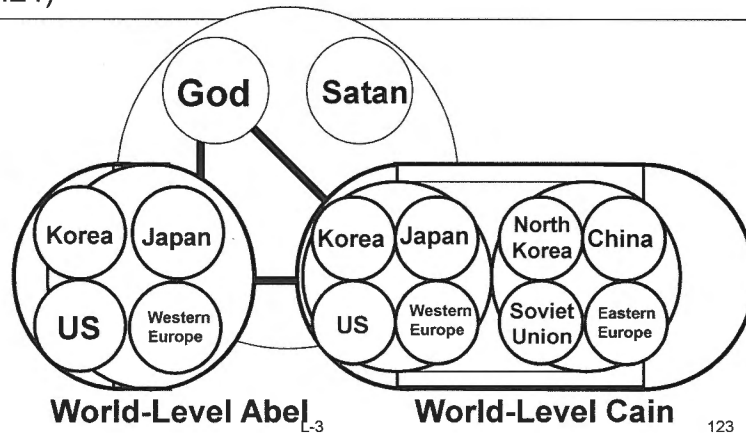 God
Satan
Korea
Japan
US
Western
Europe
Korea
Japan
US
Western
Europe
North
Korea
China
Soviet
Union
Eastern
Europe
World-Level Abel
World-Level Cain
L-3
123